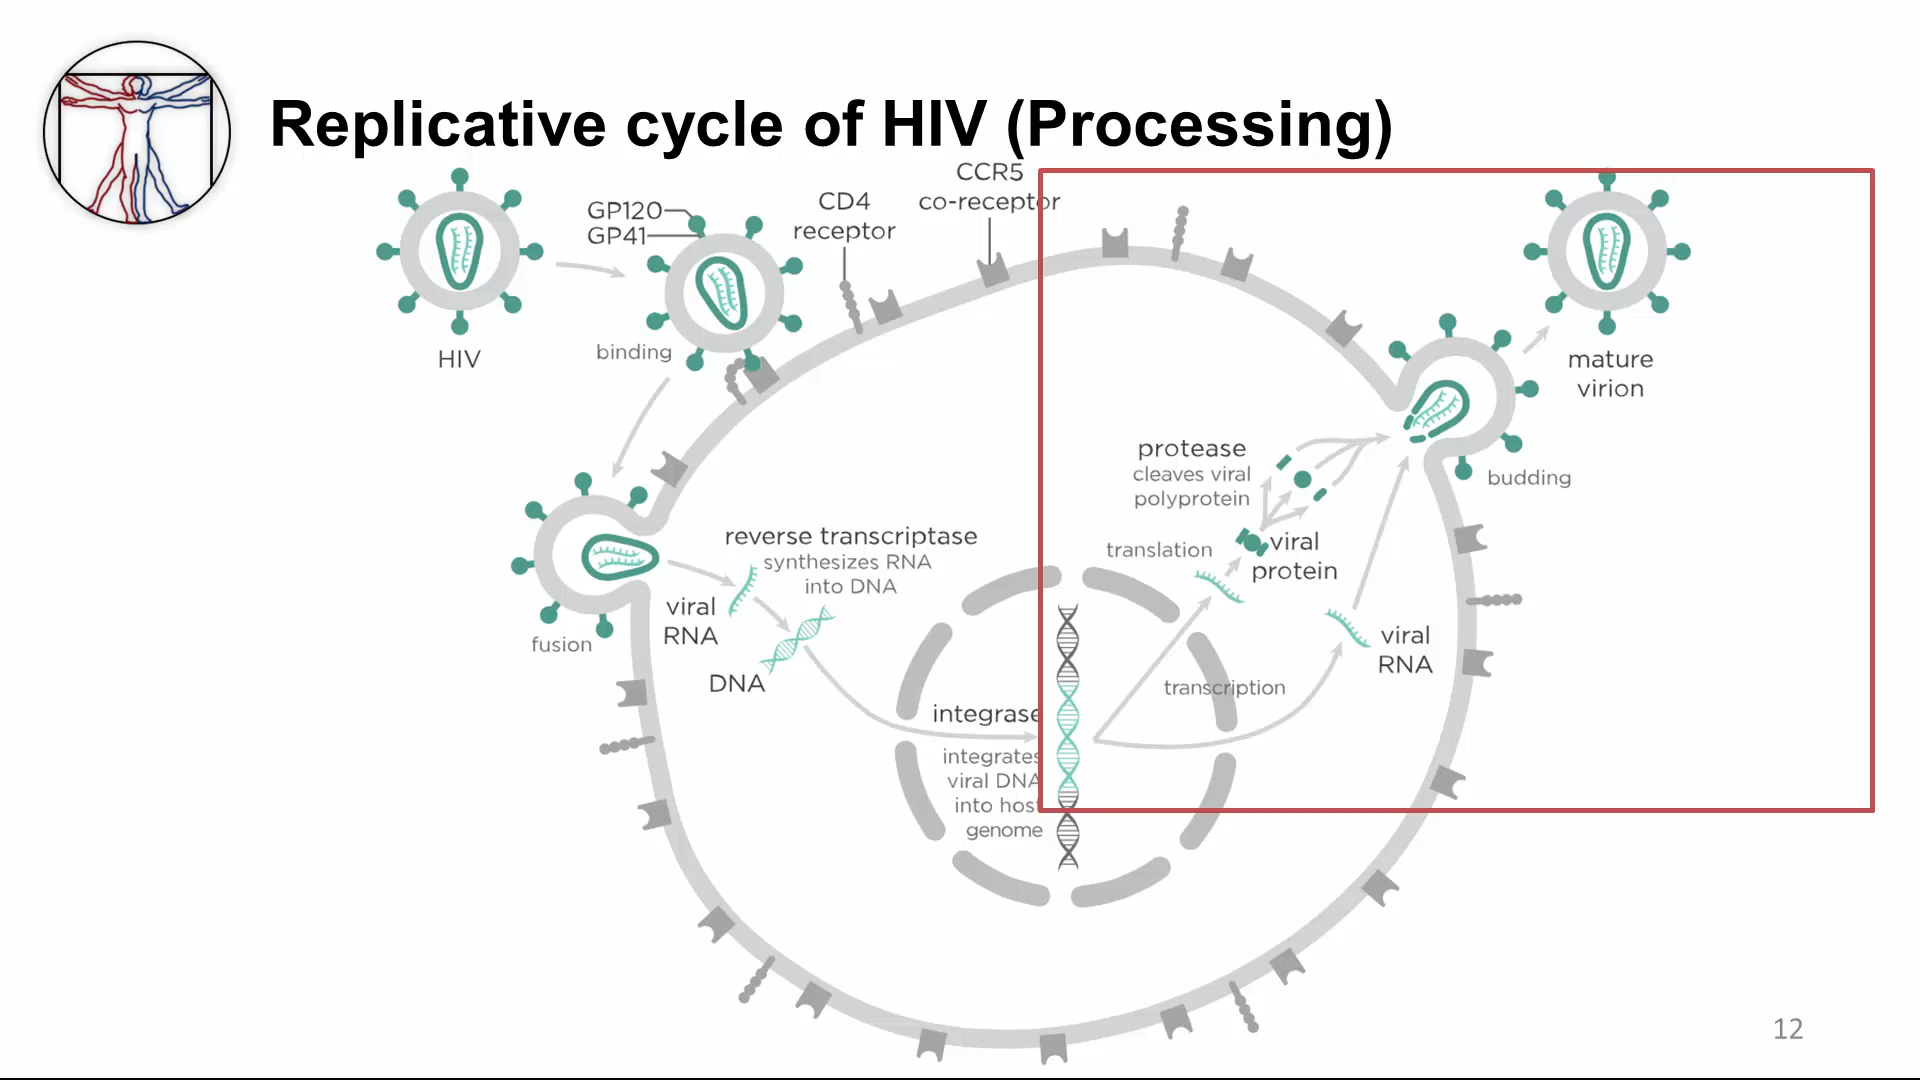 Replicative cycle of HIV (Processing)
CCR5
co-receptor
CD4
receptor
GP120
GP41
HIV
binding
mature
virion
budding
protease
cleaves viral
polyprotein
translation
viral
protein
reverse transcriptase
synthesizes RNA
into DNA
viral
RNA
fusion
DNA
viral
RNA
transcription
integrase
integrates
viral DNA
into host
genome
12